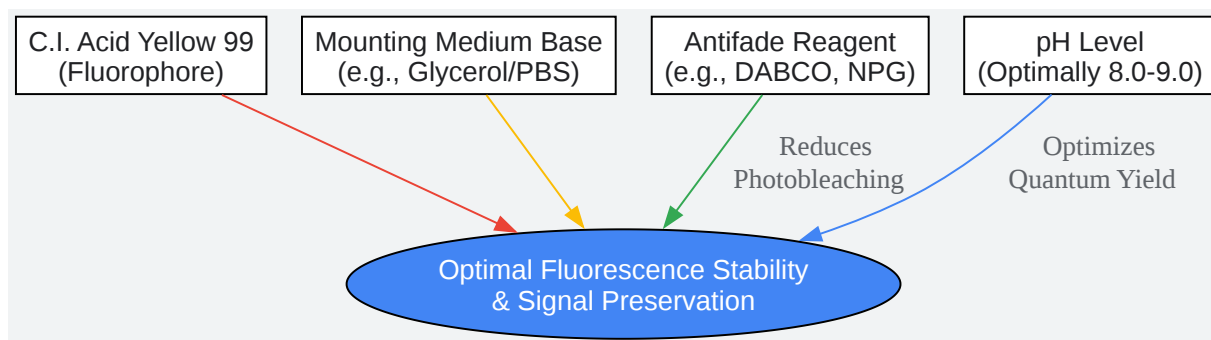 C.I. Acid Yellow 99
(Fluorophore)
Mounting Medium Base
(e.g., Glycerol/PBS)
Antifade Reagent
(e.g., DABCO, NPG)
pH Level
(Optimally 8.0-9.0)
Reduces
Photobleaching
Optimizes
Quantum Yield
Optimal Fluorescence Stability
& Signal Preservation